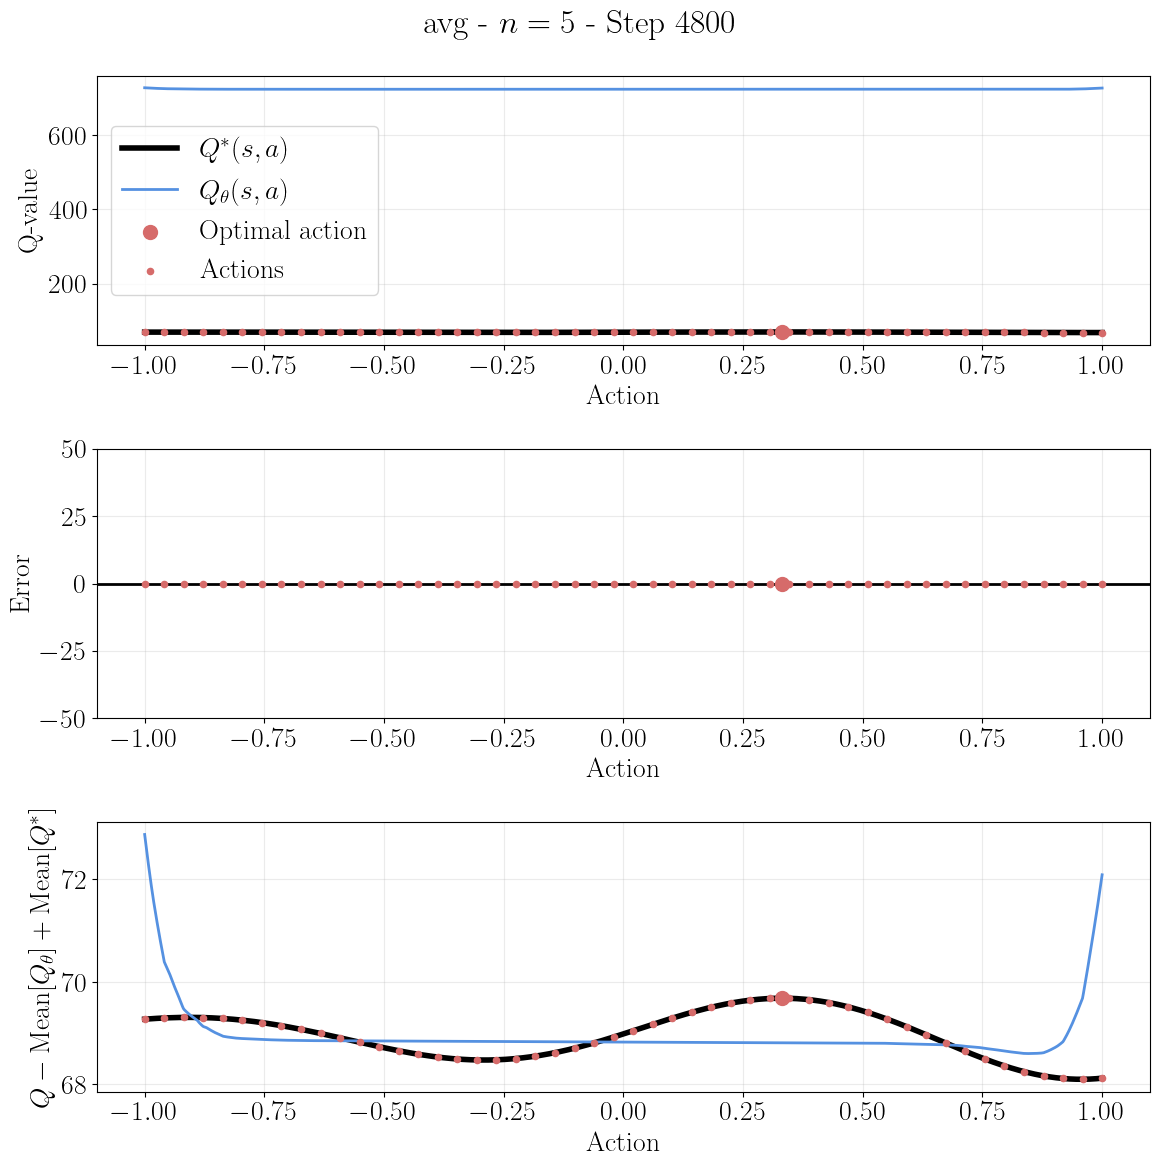 avg - n = 5 - Step 4800
Q-value
600
400
200
Q*(s, a)
Qθ(s, a)
Optimal action
Actions
−1.00 −0.75 −0.50 −0.25 0.00 0.25 0.50 0.75 1.00
Action
Error
50
25
0
−25
−50
−1.00 −0.75 −0.50 −0.25 0.00 0.25 0.50 0.75 1.00
Action
Q − Mean[Qθ] + Mean[Q*]
72
70
68
−1.00 −0.75 −0.50 −0.25 0.00 0.25 0.50 0.75 1.00
Action